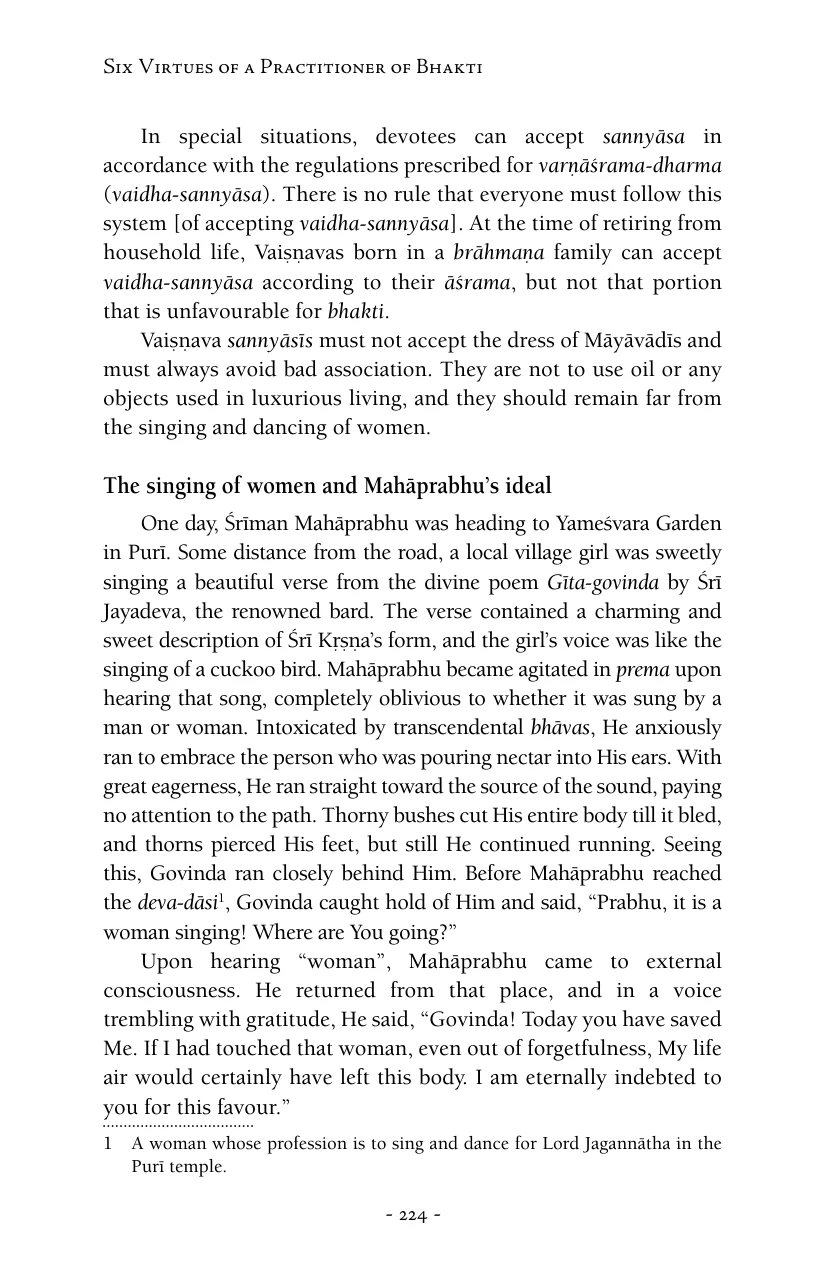 Six Virtues of a Practitioner of Bhakti
In special situations, devotees can accept sannyāsa in
accordance with the regulations prescribed for varṇāśrama-dharma
(vaidha-sannyāsa). There is no rule that everyone must follow this
system [of accepting vaidha-sannyāsa]. At the time of retiring from
household life, Vaiṣṇavas born in a brāhmaṇa family can accept
vaidha-sannyāsa according to their āśrama, but not that portion
that is unfavourable for bhakti.
Vaiṣṇava sannyāsīs must not accept the dress of Māyāvādīs and
must always avoid bad association. They are not to use oil or any
objects used in luxurious living, and they should remain far from
the singing and dancing of women.
The singing of women and Mahāprabhu’s ideal
One day, Śrīman Mahāprabhu was heading to Yameśvara Garden
in Purī. Some distance from the road, a local village girl was sweetly
singing a beautiful verse from the divine poem Gīta-govinda by Śrī
Jayadeva, the renowned bard. The verse contained a charming and
sweet description of Śrī Kṛṣṇa’s form, and the girl’s voice was like the
singing of a cuckoo bird. Mahāprabhu became agitated in prema upon
hearing that song, completely oblivious to whether it was sung by a
man or woman. Intoxicated by transcendental bhāvas, He anxiously
ran to embrace the person who was pouring nectar into His ears. With
great eagerness, He ran straight toward the source of the sound, paying
no attention to the path. Thorny bushes cut His entire body till it bled,
and thorns pierced His feet, but still He continued running. Seeing
this, Govinda ran closely behind Him. Before Mahāprabhu reached
the deva-dāsi¹, Govinda caught hold of Him and said, “Prabhu, it is a
woman singing! Where are You going?”
Upon hearing “woman”, Mahāprabhu came to external
consciousness. He returned from that place, and in a voice
trembling with gratitude, He said, “Govinda! Today you have saved
Me. If I had touched that woman, even out of forgetfulness, My life
air would certainly have left this body. I am eternally indebted to
you for this favour.”
1 A woman whose profession is to sing and dance for Lord Jagannātha in the
Purī temple.
- 224 -